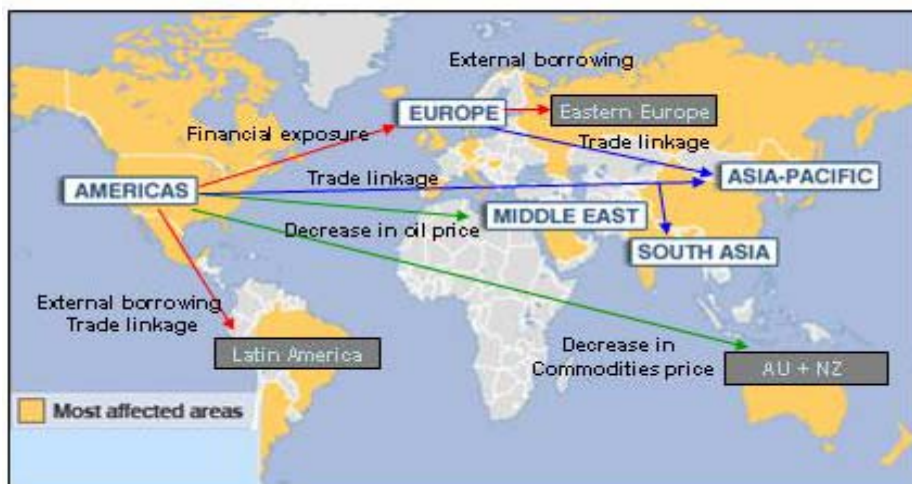 External borrowing
EUROPE
Eastern Europe
Financial exposure
Trade linkage
AMERICAS
Trade linkage
ASIA-PACIFIC
MIDDLE EAST
Decrease in oil price
SOUTH ASIA
External borrowing
Trade linkage
Latin America
Decrease in
Commodities price
AU + NZ
Most affected areas